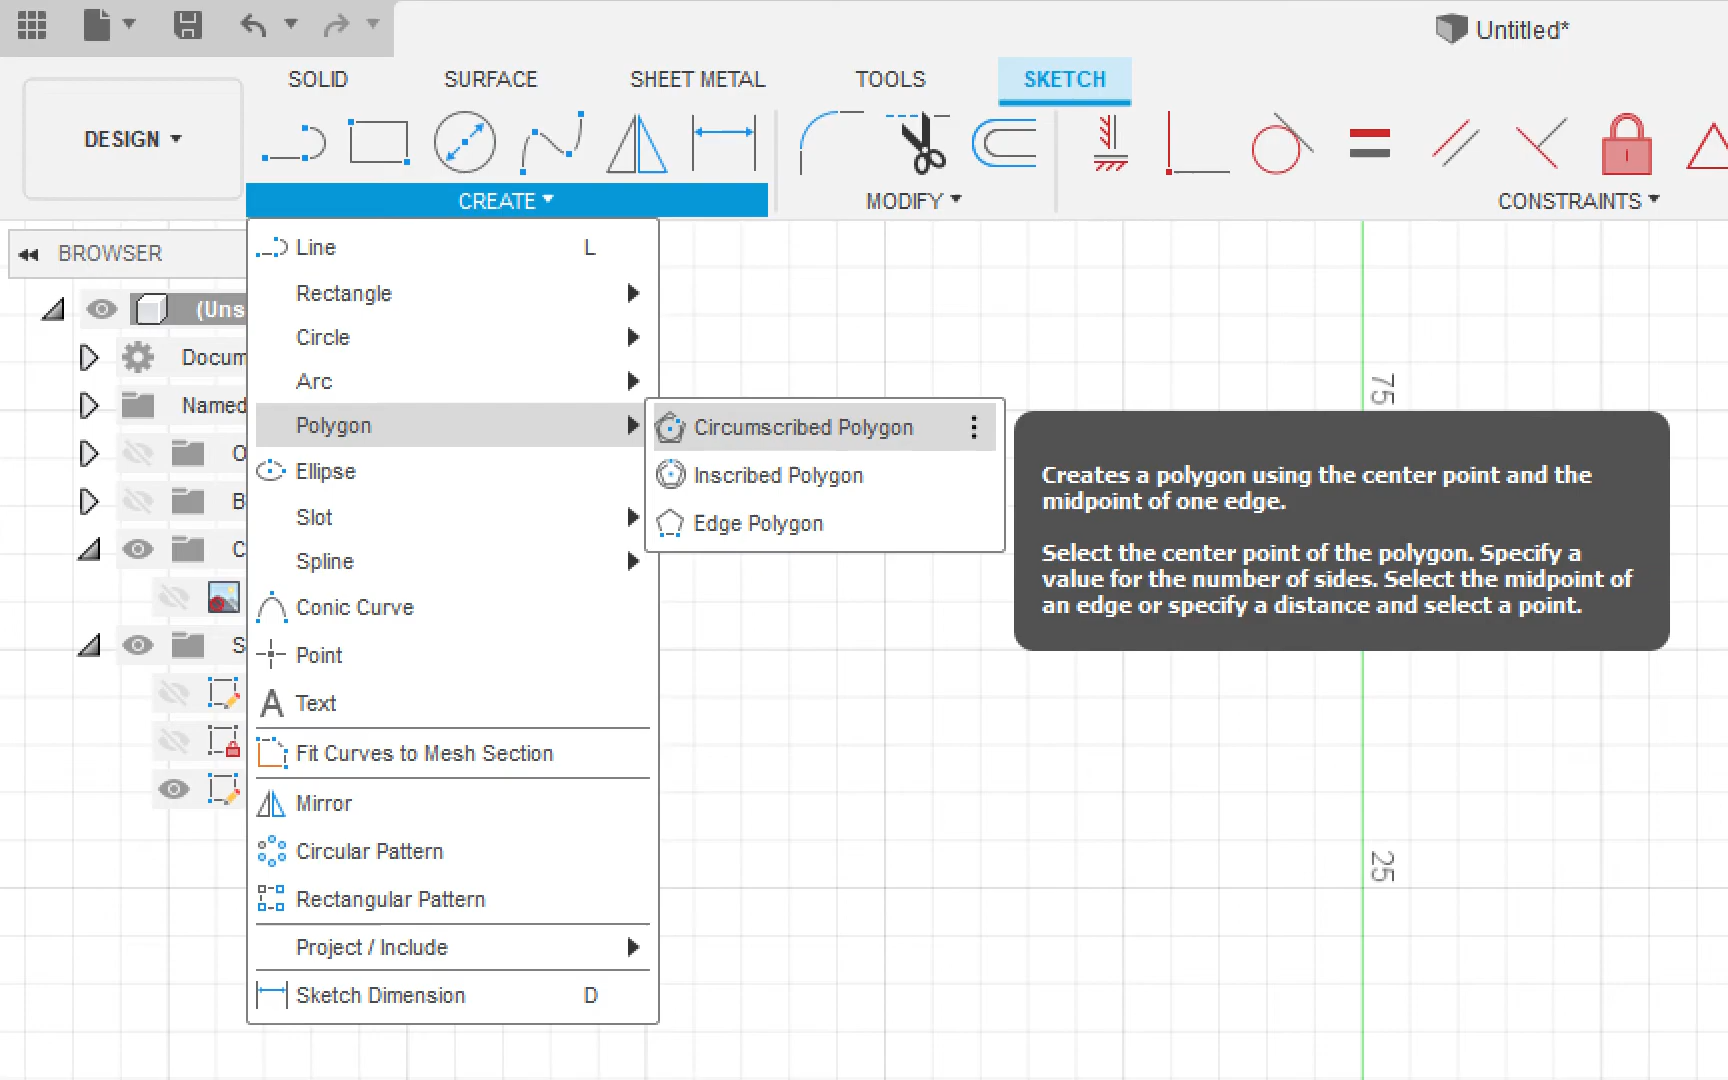 Untitled*
SOLID
SURFACE
SHEET METAL
TOOLS
SKETCH
DESIGN
CREATE
MODIFY
CONSTRAINTS
BROWSER
(Uns
Docum
Named
O
B
C
S
Line L
Rectangle
Circle
Arc
Polygon
Ellipse
Slot
Spline
Conic Curve
Point
Text
Fit Curves to Mesh Section
Mirror
Circular Pattern
Rectangular Pattern
Project / Include
Sketch Dimension D
Circumscribed Polygon
Inscribed Polygon
Edge Polygon
Creates a polygon using the center point and the
midpoint of one edge.
Select the center point of the polygon. Specify a
value for the number of sides. Select the midpoint of
an edge or specify a distance and select a point.
75
25